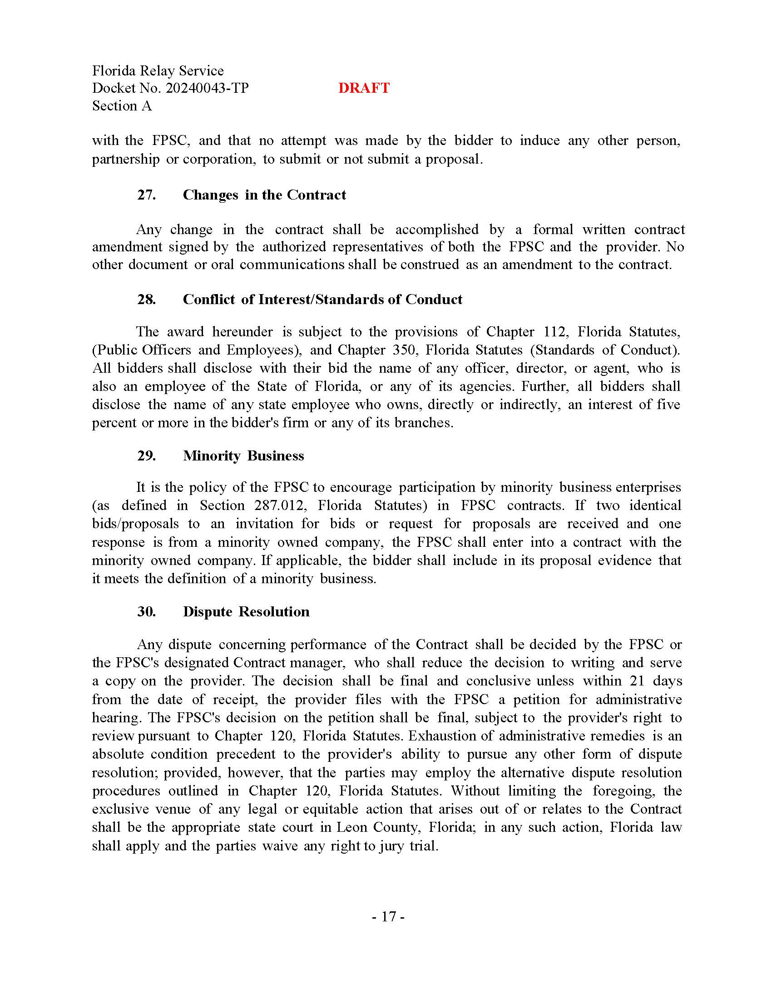 Florida Relay Service
Docket No. 20240043-TP DRAFT
Section A
with the FPSC, and that no attempt was made by the bidder to induce any other person,
partnership or corporation, to submit or not submit a proposal.
27. Changes in the Contract
Any change in the contract shall be accomplished by a formal written contract
amendment signed by the authorized representatives of both the FPSC and the provider. No
other document or oral communications shall be construed as an amendment to the contract.
28. Conflict of Interest/Standards of Conduct
The award hereunder is subject to the provisions of Chapter 112, Florida Statutes,
(Public Officers and Employees), and Chapter 350, Florida Statutes (Standards of Conduct).
All bidders shall disclose with their bid the name of any officer, director, or agent, who is
also an employee of the State of Florida, or any of its agencies. Further, all bidders shall
disclose the name of any state employee who owns, directly or indirectly, an interest of five
percent or more in the bidder's firm or any of its branches.
29. Minority Business
It is the policy of the FPSC to encourage participation by minority business enterprises
(as defined in Section 287.012, Florida Statutes) in FPSC contracts. If two identical
bids/proposals to an invitation for bids or request for proposals are received and one
response is from a minority owned company, the FPSC shall enter into a contract with the
minority owned company. If applicable, the bidder shall include in its proposal evidence that
it meets the definition of a minority business.
30. Dispute Resolution
Any dispute concerning performance of the Contract shall be decided by the FPSC or
the FPSC's designated Contract manager, who shall reduce the decision to writing and serve
a copy on the provider. The decision shall be final and conclusive unless within 21 days
from the date of receipt, the provider files with the FPSC a petition for administrative
hearing. The FPSC's decision on the petition shall be final, subject to the provider's right to
review pursuant to Chapter 120, Florida Statutes. Exhaustion of administrative remedies is an
absolute condition precedent to the provider's ability to pursue any other form of dispute
resolution; provided, however, that the parties may employ the alternative dispute resolution
procedures outlined in Chapter 120, Florida Statutes. Without limiting the foregoing, the
exclusive venue of any legal or equitable action that arises out of or relates to the Contract
shall be the appropriate state court in Leon County, Florida; in any such action, Florida law
shall apply and the parties waive any right to jury trial.
- 17 -